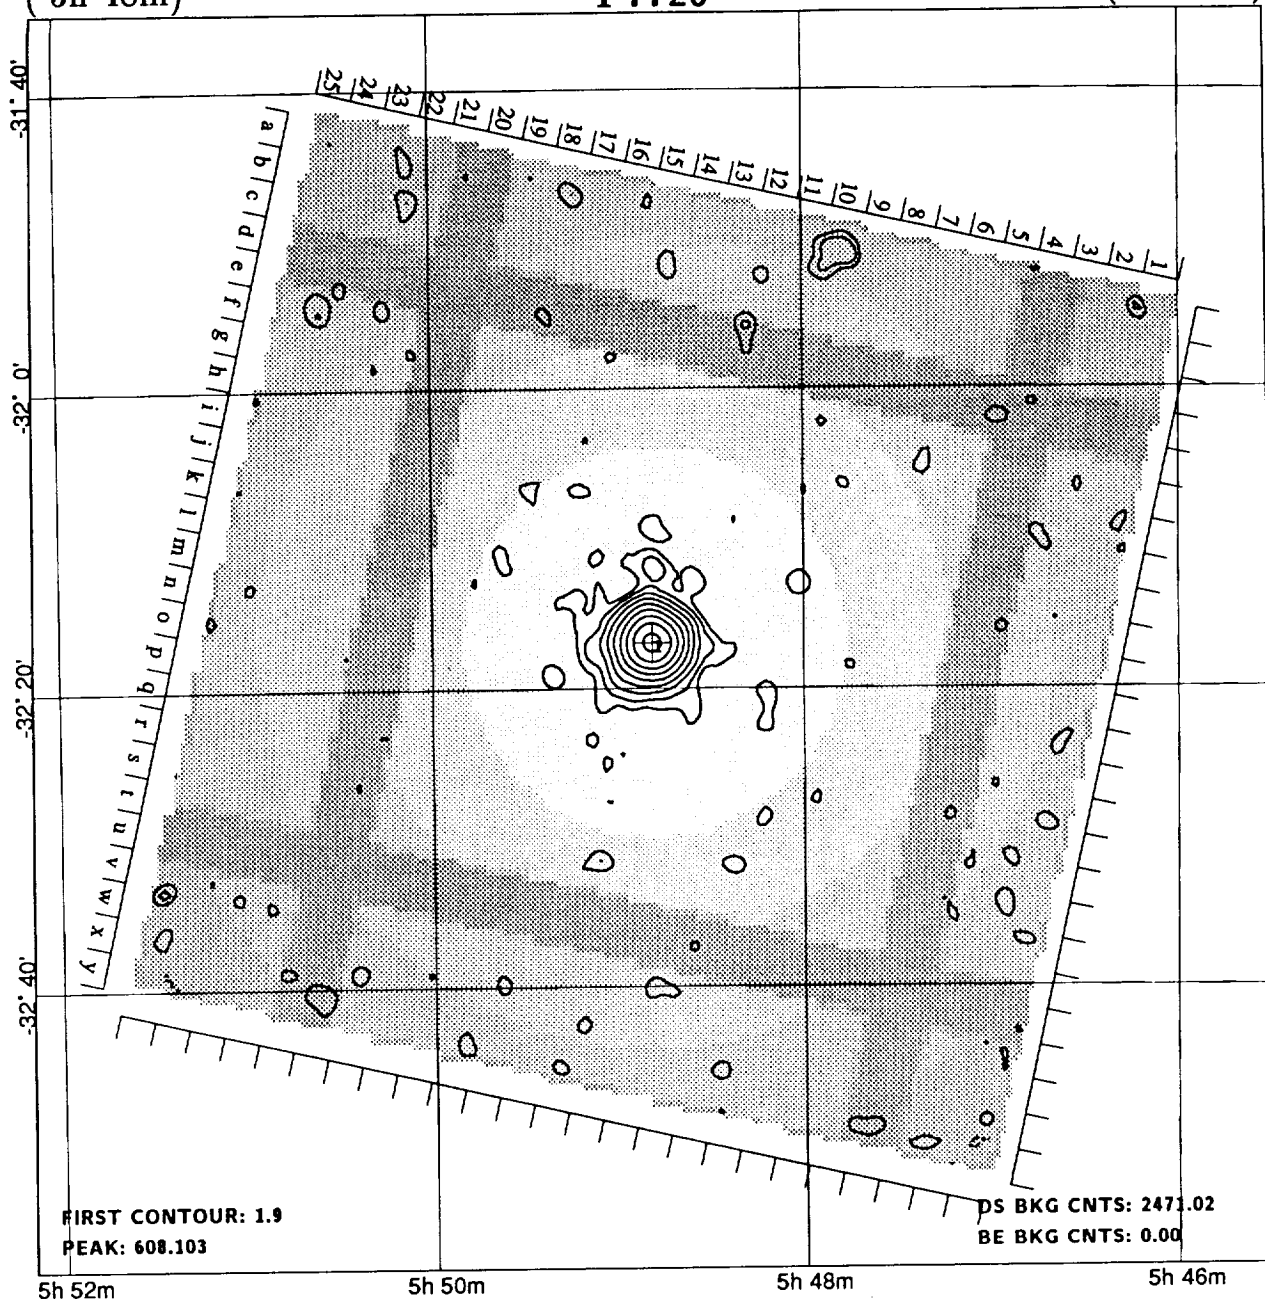 -31° 40'
-32° 0'
-32° 20'
-32° 40'
25 24 23 22 21 20 19 18 17 16 15 14 13 12 11 10 9 8 7 6 5 4 3 2 1
a b c d e f g h i j k l m n o p q r s t u v w x y
FIRST CONTOUR: 1.9
PEAK: 608.103
DS BKG CNTS: 2471.02
BE BKG CNTS: 0.00
5h 52m
5h 50m
5h 48m
5h 46m